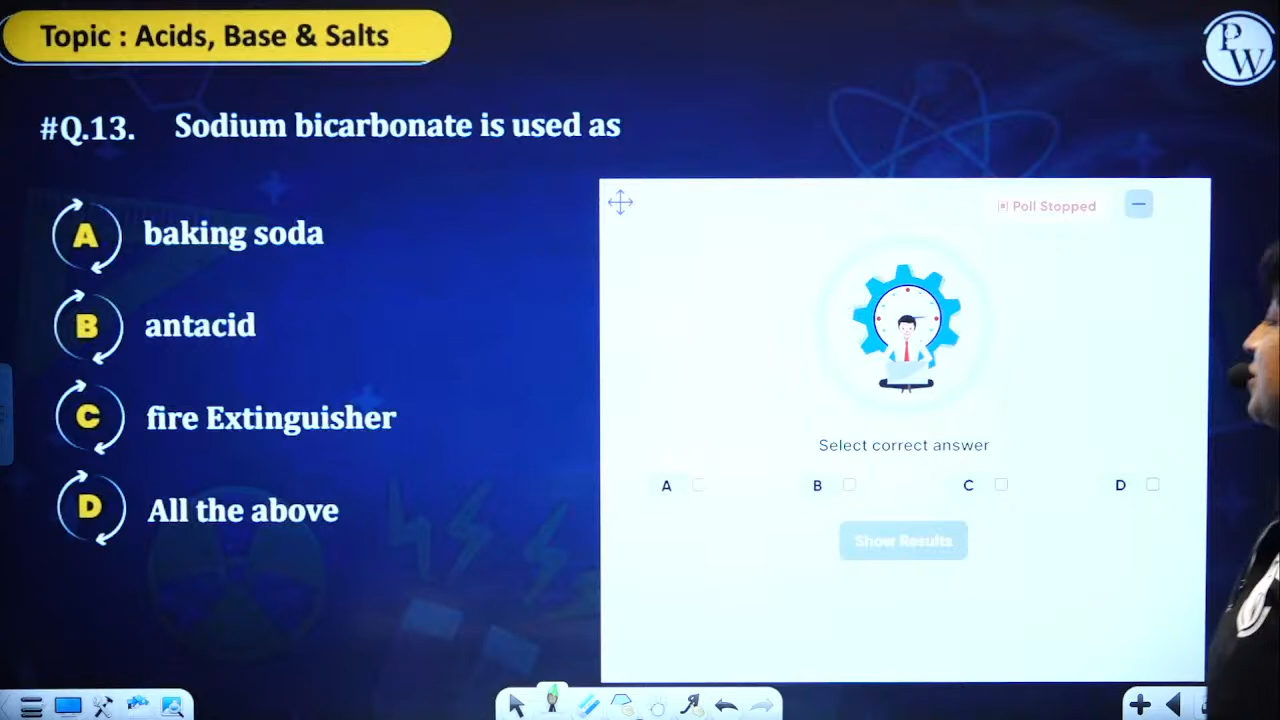 Topic : Acids, Base & Salts
PW
#Q.13. Sodium bicarbonate is used as
A baking soda
B antacid
C fire Extinguisher
D All the above
Poll Stopped
Select correct answer
A B C D
Show Results